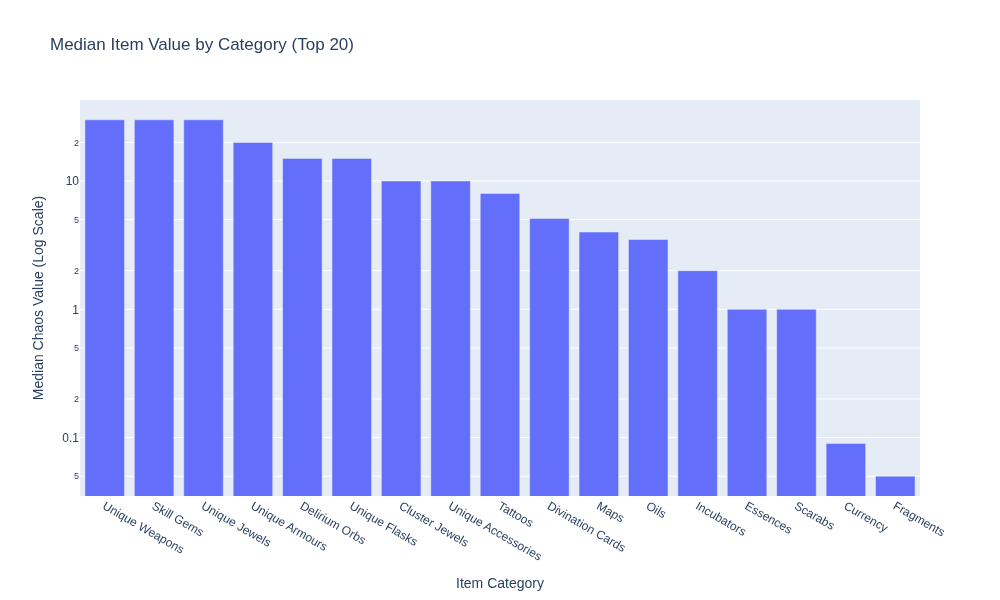 Median Item Value by Category (Top 20)
2
10
5
2
1
5
2
0.1
5
Median Chaos Value (Log Scale)
Unique Weapons
Skill Gems
Unique Jewels
Unique Armours
Delirium Orbs
Unique Flasks
Cluster Jewels
Unique Accessories
Tattoos
Divination Cards
Maps
Oils
Incubators
Essences
Scarabs
Currency
Fragments
Item Category